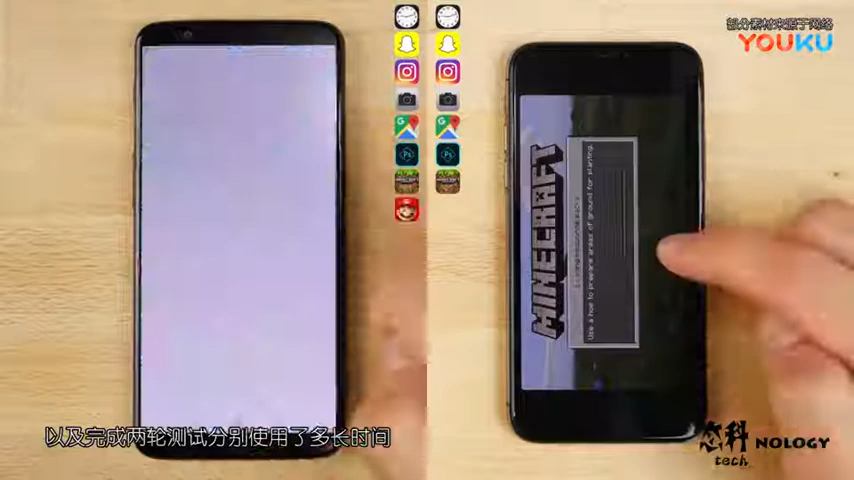 部分素材来源于网络
YOUKU
MINECRAFT
Use a hoe to prepare areas of ground for planting.
以及完成两轮测试分别使用了多长时间
态科 NOLOGY
tech